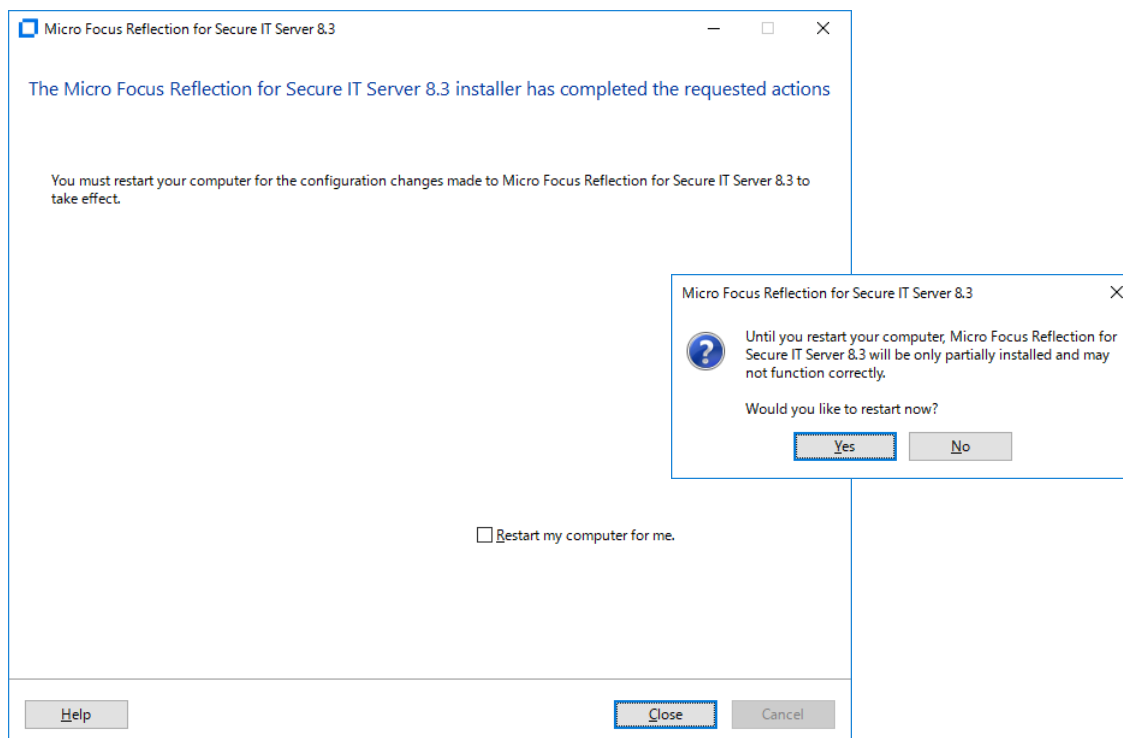 Micro Focus Reflection for Secure IT Server 8.3
The Micro Focus Reflection for Secure IT Server 8.3 installer has completed the requested actions
You must restart your computer for the configuration changes made to Micro Focus Reflection for Secure IT Server 8.3 to
take effect.
Micro Focus Reflection for Secure IT Server 8.3
Until you restart your computer, Micro Focus Reflection for
Secure IT Server 8.3 will be only partially installed and may
not function correctly.
Would you like to restart now?
Yes
No
Restart my computer for me.
Help
Close
Cancel